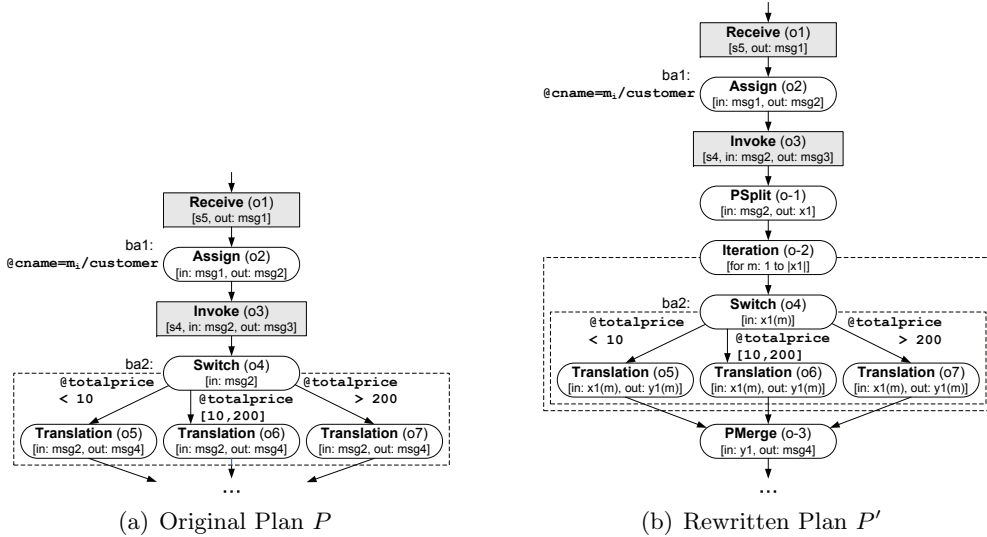 Receive (o1)
[s5, out: msg1]
ba1:
@cname=mᵢ/customer
Assign (o2)
[in: msg1, out: msg2]
Invoke (o3)
[s4, in: msg2, out: msg3]
ba2:
Switch (o4)
[in: msg2]
@totalprice
< 10
@totalprice
[10,200]
@totalprice
> 200
Translation (o5)
[in: msg2, out: msg4]
Translation (o6)
[in: msg2, out: msg4]
Translation (o7)
[in: msg2, out: msg4]
...
(a) Original Plan P
Receive (o1)
[s5, out: msg1]
ba1:
@cname=mᵢ/customer
Assign (o2)
[in: msg1, out: msg2]
Invoke (o3)
[s4, in: msg2, out: msg3]
PSplit (o-1)
[in: msg2, out: x1]
Iteration (o-2)
[for m: 1 to |x1|]
ba2:
Switch (o4)
[in: x1(m)]
@totalprice
< 10
@totalprice
[10,200]
@totalprice
> 200
Translation (o5)
[in: x1(m), out: y1(m)]
Translation (o6)
[in: x1(m), out: y1(m)]
Translation (o7)
[in: x1(m), out: y1(m)]
PMerge (o-3)
[in: y1, out: msg4]
...
(b) Rewritten Plan P′